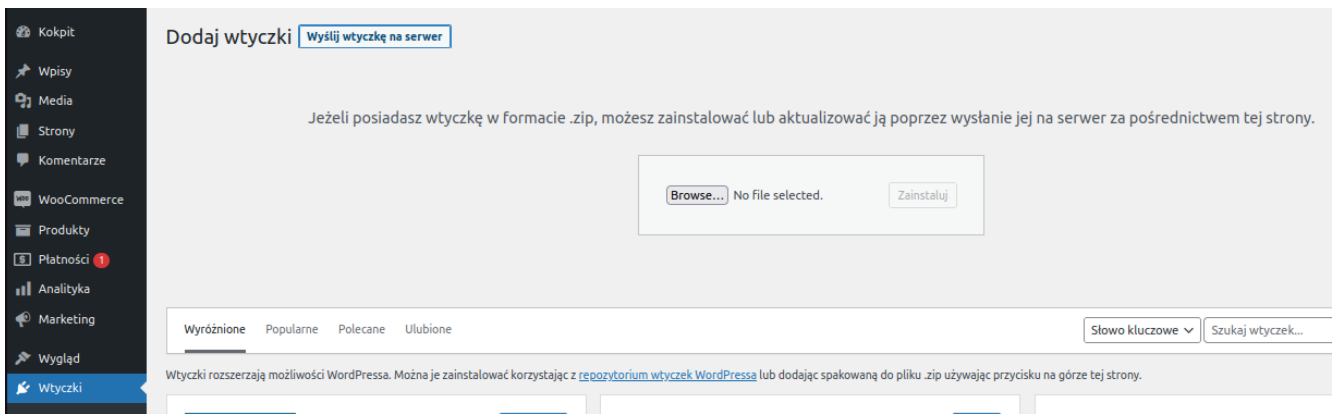 Kokpit
Wpisy
Media
Strony
Komentarze
WooCommerce
Produkty
Płatności 1
Analityka
Marketing
Wygląd
Wtyczki
Dodaj wtyczki Wyślij wtyczkę na serwer
Jeżeli posiadasz wtyczkę w formacie .zip, możesz zainstalować lub aktualizować ją poprzez wysłanie jej na serwer za pośrednictwem tej strony.
Browse... No file selected. Zainstaluj
Wyróżnione Popularne Polecane Ulubione Słowo kluczowe Szukaj wtyczek...
Wtyczki rozszerzają możliwości WordPressa. Można je zainstalować korzystając z repozytorium wtyczek WordPressa lub dodając spakowaną do pliku .zip używając przycisku na górze tej strony.